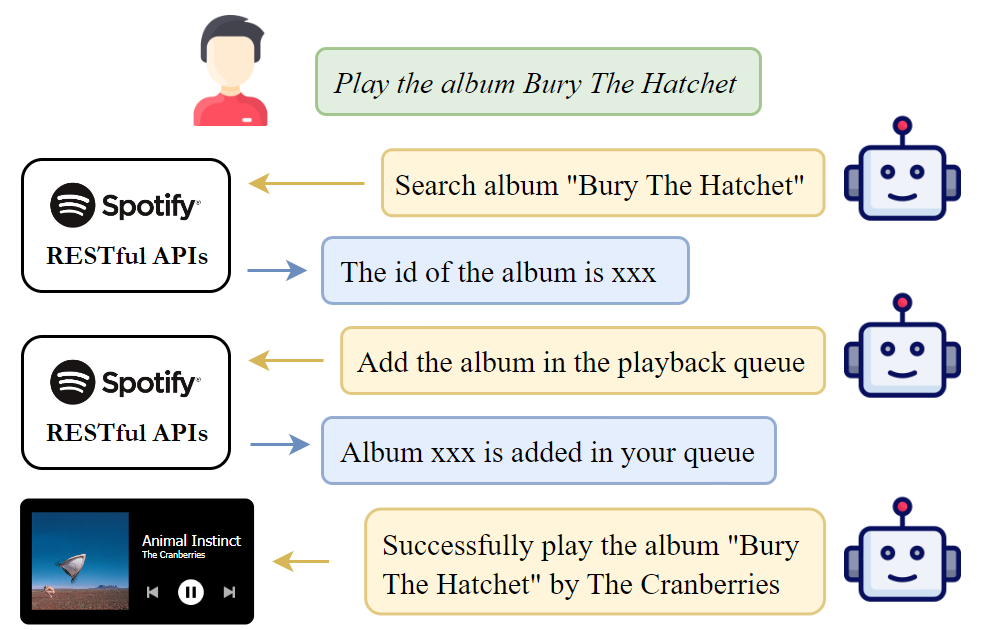 Play the album Bury The Hatchet
Search album "Bury The Hatchet"
Spotify®
RESTful APIs
The id of the album is xxx
Add the album in the playback queue
Spotify®
RESTful APIs
Album xxx is added in your queue
Animal Instinct
The Cranberries
Successfully play the album "Bury
The Hatchet" by The Cranberries